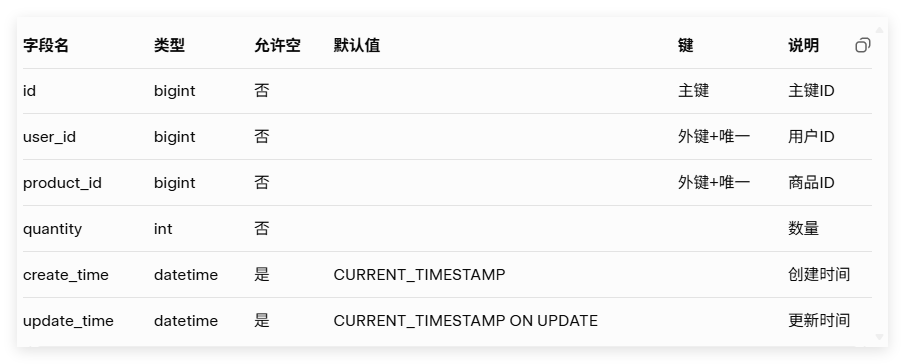 字段名 类型 允许空 默认值 键 说明
id bigint 否 主键 主键ID
user_id bigint 否 外键+唯一 用户ID
product_id bigint 否 外键+唯一 商品ID
quantity int 否 数量
create_time datetime 是 CURRENT_TIMESTAMP 创建时间
update_time datetime 是 CURRENT_TIMESTAMP ON UPDATE 更新时间